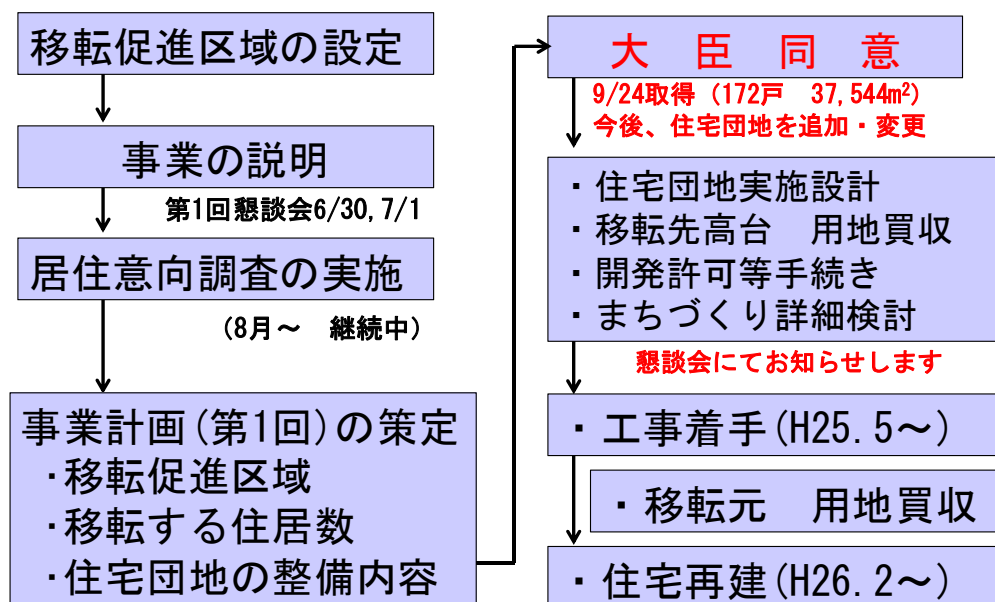 移転促進区域の設定
事業の説明
第1回懇談会6/30,7/1
居住意向調査の実施
(8月～　継続中)
事業計画(第1回)の策定
・移転促進区域
・移転する住居数
・住宅団地の整備内容
大　臣　同　意
9/24取得（172戸　37,544m²）
今後、住宅団地を追加・変更
・住宅団地実施設計
・移転先高台　用地買収
・開発許可等手続き
・まちづくり詳細検討
懇談会にてお知らせします
・工事着手(H25.5～)
・移転元　用地買収
・住宅再建(H26.2～)